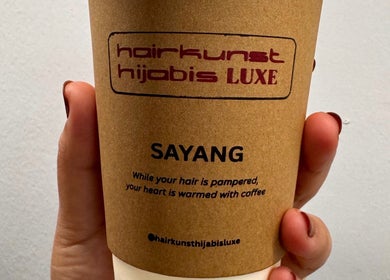 hairkunst
hijabis LUXE
SAYANG
While your hair is pampered,
your heart is warmed with coffee
@hairkunsthijabisluxe